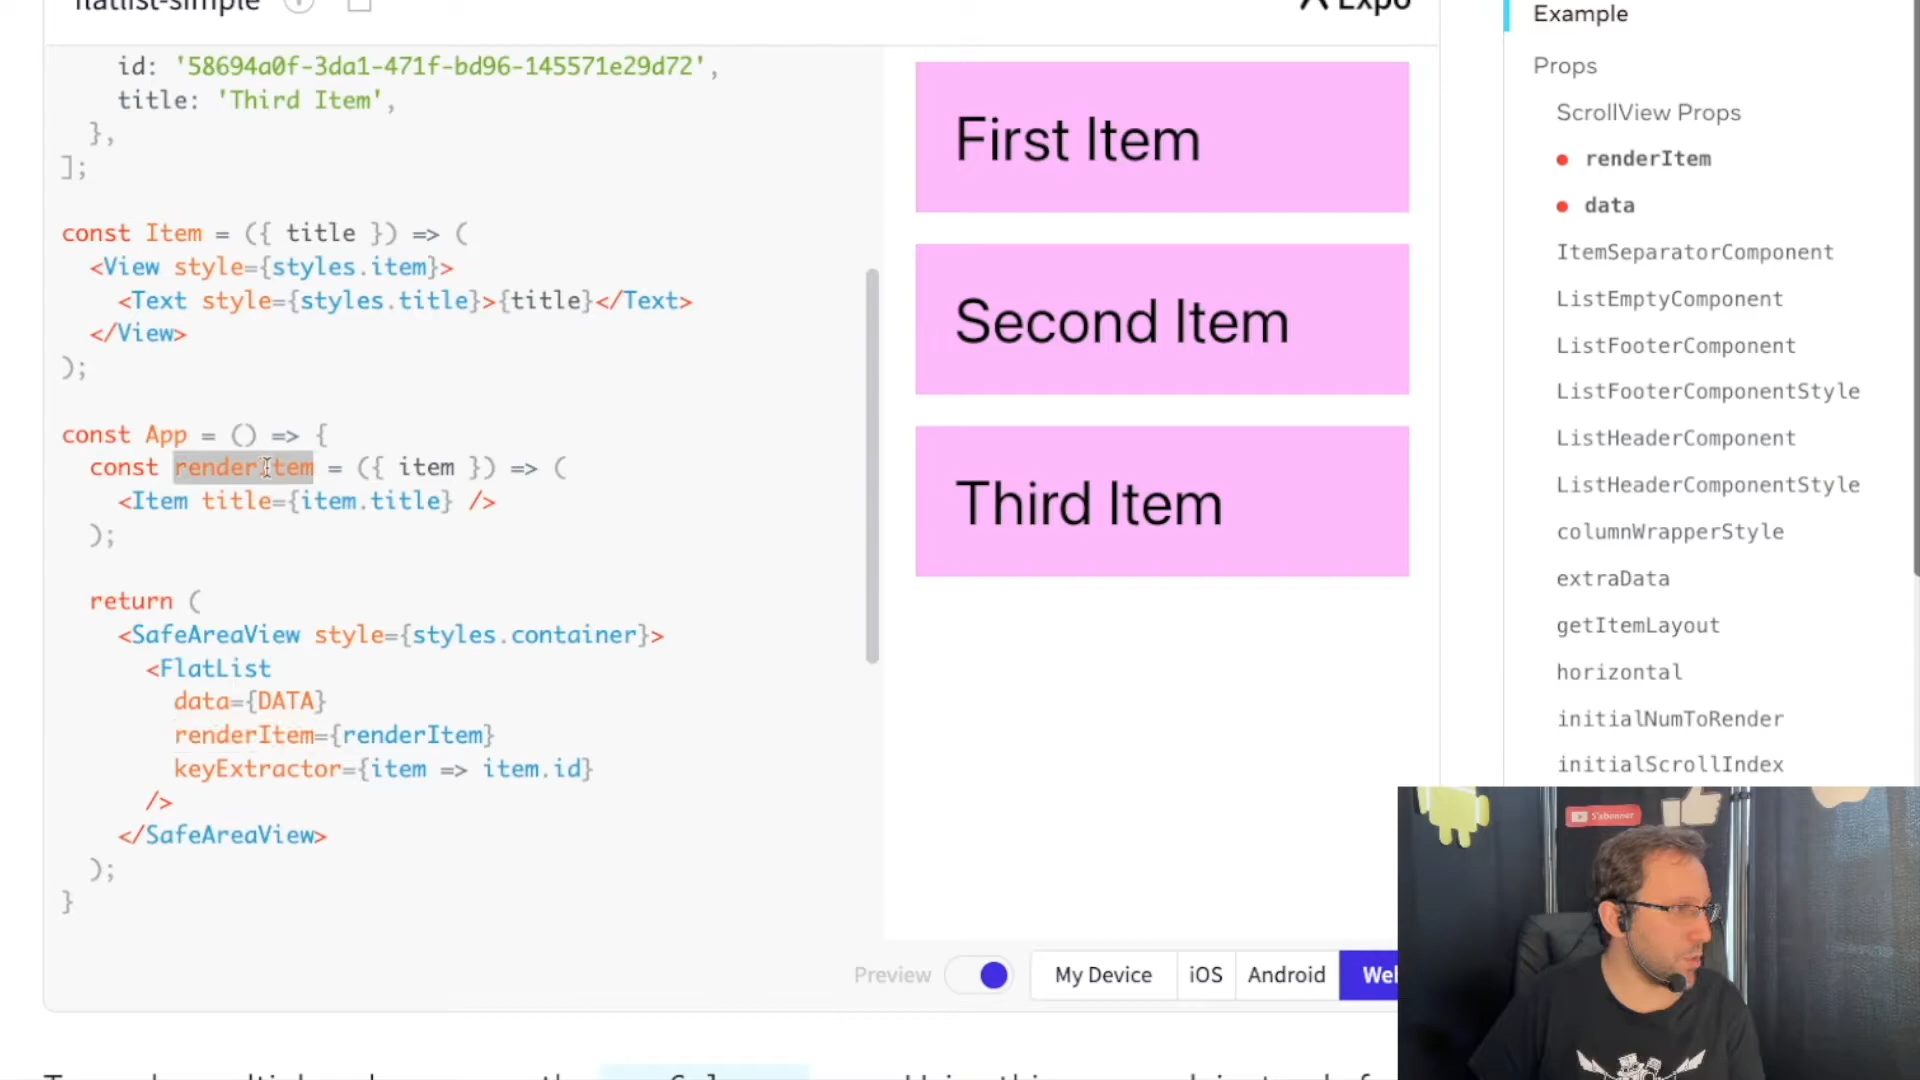 flatlist-simple
Expo
id: '58694a0f-3da1-471f-bd96-145571e29d72',
title: 'Third Item',
},
];
const Item = ({ title }) => (
<View style={styles.item}>
<Text style={styles.title}>{title}</Text>
</View>
);
const App = () => {
const renderItem = ({ item }) => (
<Item title={item.title} />
);
return (
<SafeAreaView style={styles.container}>
<FlatList
data={DATA}
renderItem={renderItem}
keyExtractor={item => item.id}
/>
</SafeAreaView>
);
}
First Item
Second Item
Third Item
Preview
My Device
iOS
Android
Example
Props
ScrollView Props
renderItem
data
ItemSeparatorComponent
ListEmptyComponent
ListFooterComponent
ListFooterComponentStyle
ListHeaderComponent
ListHeaderComponentStyle
columnWrapperStyle
extraData
getItemLayout
horizontal
initialNumToRender
initialScrollIndex
S'abonner